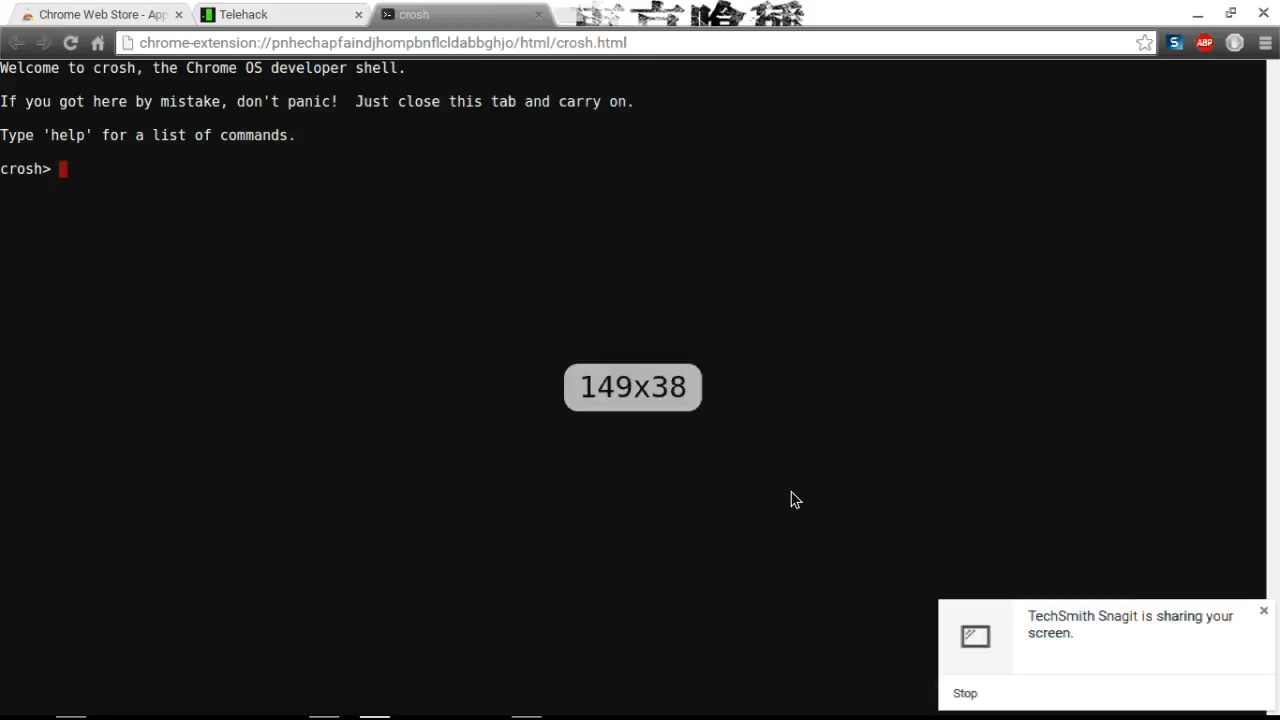 Chrome Web Store - App
Telehack
crosh
chrome-extension://pnhechapfaindjhompbnflcldabbghjo/html/crosh.html
S
ABP
Welcome to crosh, the Chrome OS developer shell.
If you got here by mistake, don't panic!  Just close this tab and carry on.
Type 'help' for a list of commands.
crosh>
149x38
TechSmith Snagit is sharing your
screen.
Stop